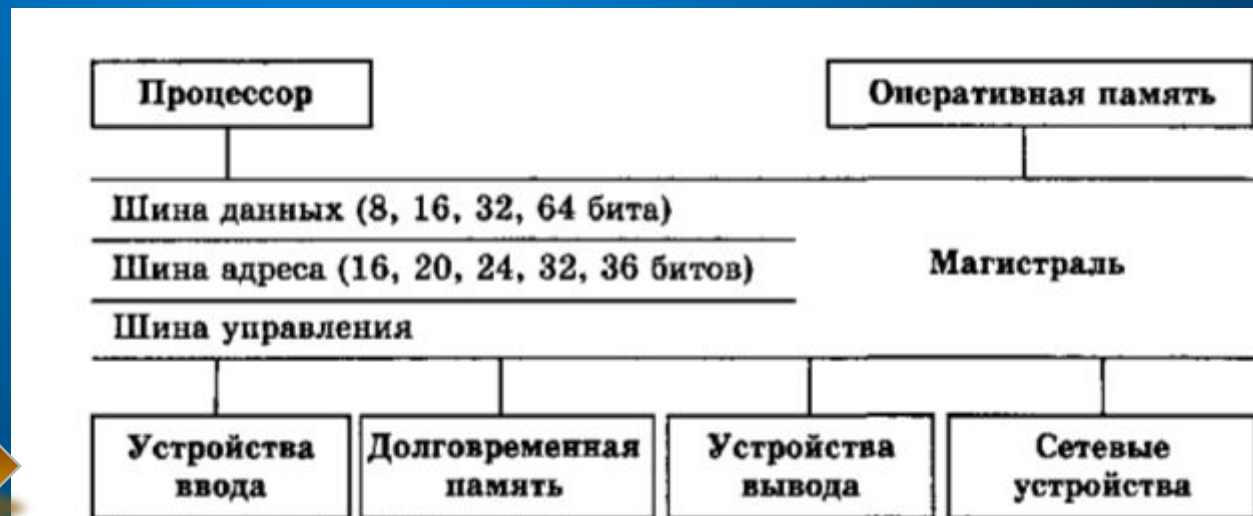 Процессор
Оперативная память
Шина данных (8, 16, 32, 64 бита)
Шина адреса (16, 20, 24, 32, 36 битов)
Магистраль
Шина управления
Устройства
ввода
Долговременная
память
Устройства
вывода
Сетевые
устройства